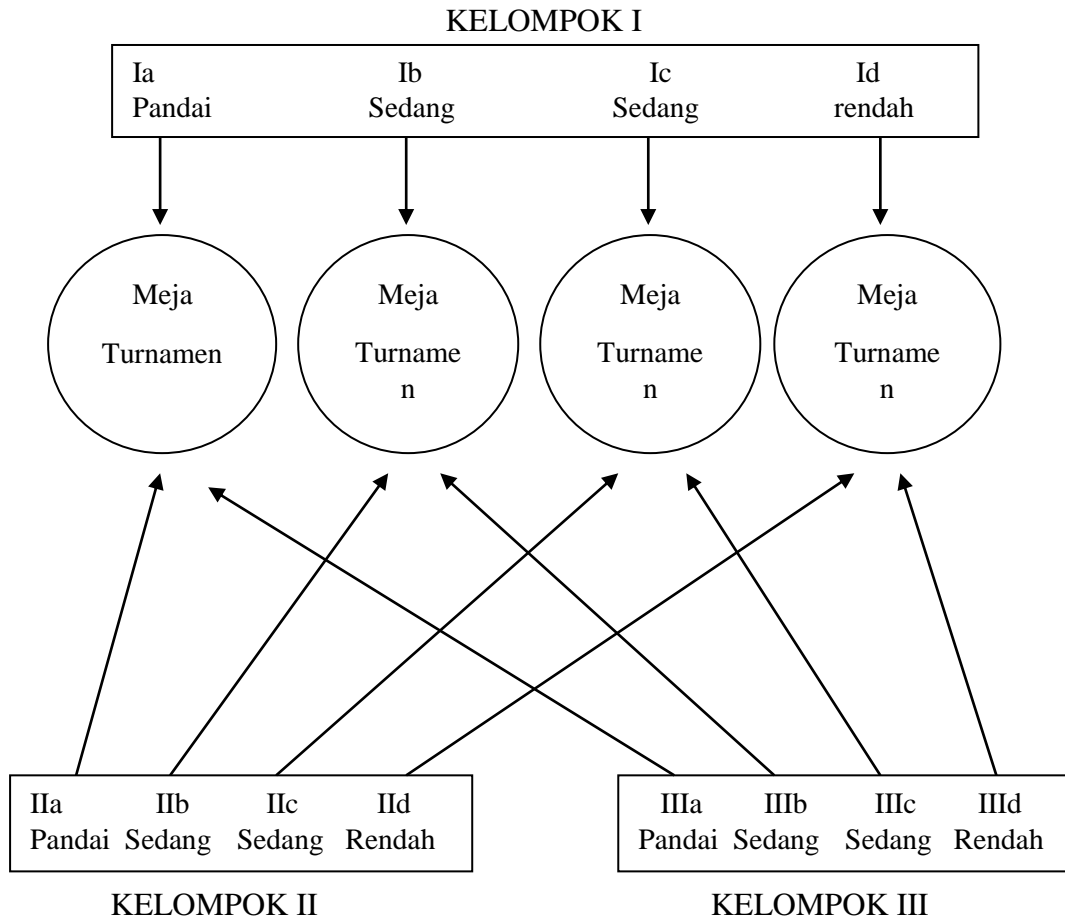 KELOMPOK I
Ia Ib Ic Id
Pandai Sedang Sedang rendah
Meja Meja Meja Meja
Turnamen Turname Turname Turname
n n n
IIa IIb IIc IId
Pandai Sedang Sedang Rendah
IIIa IIIb IIIc IIId
Pandai Sedang Sedang Rendah
KELOMPOK II
KELOMPOK III